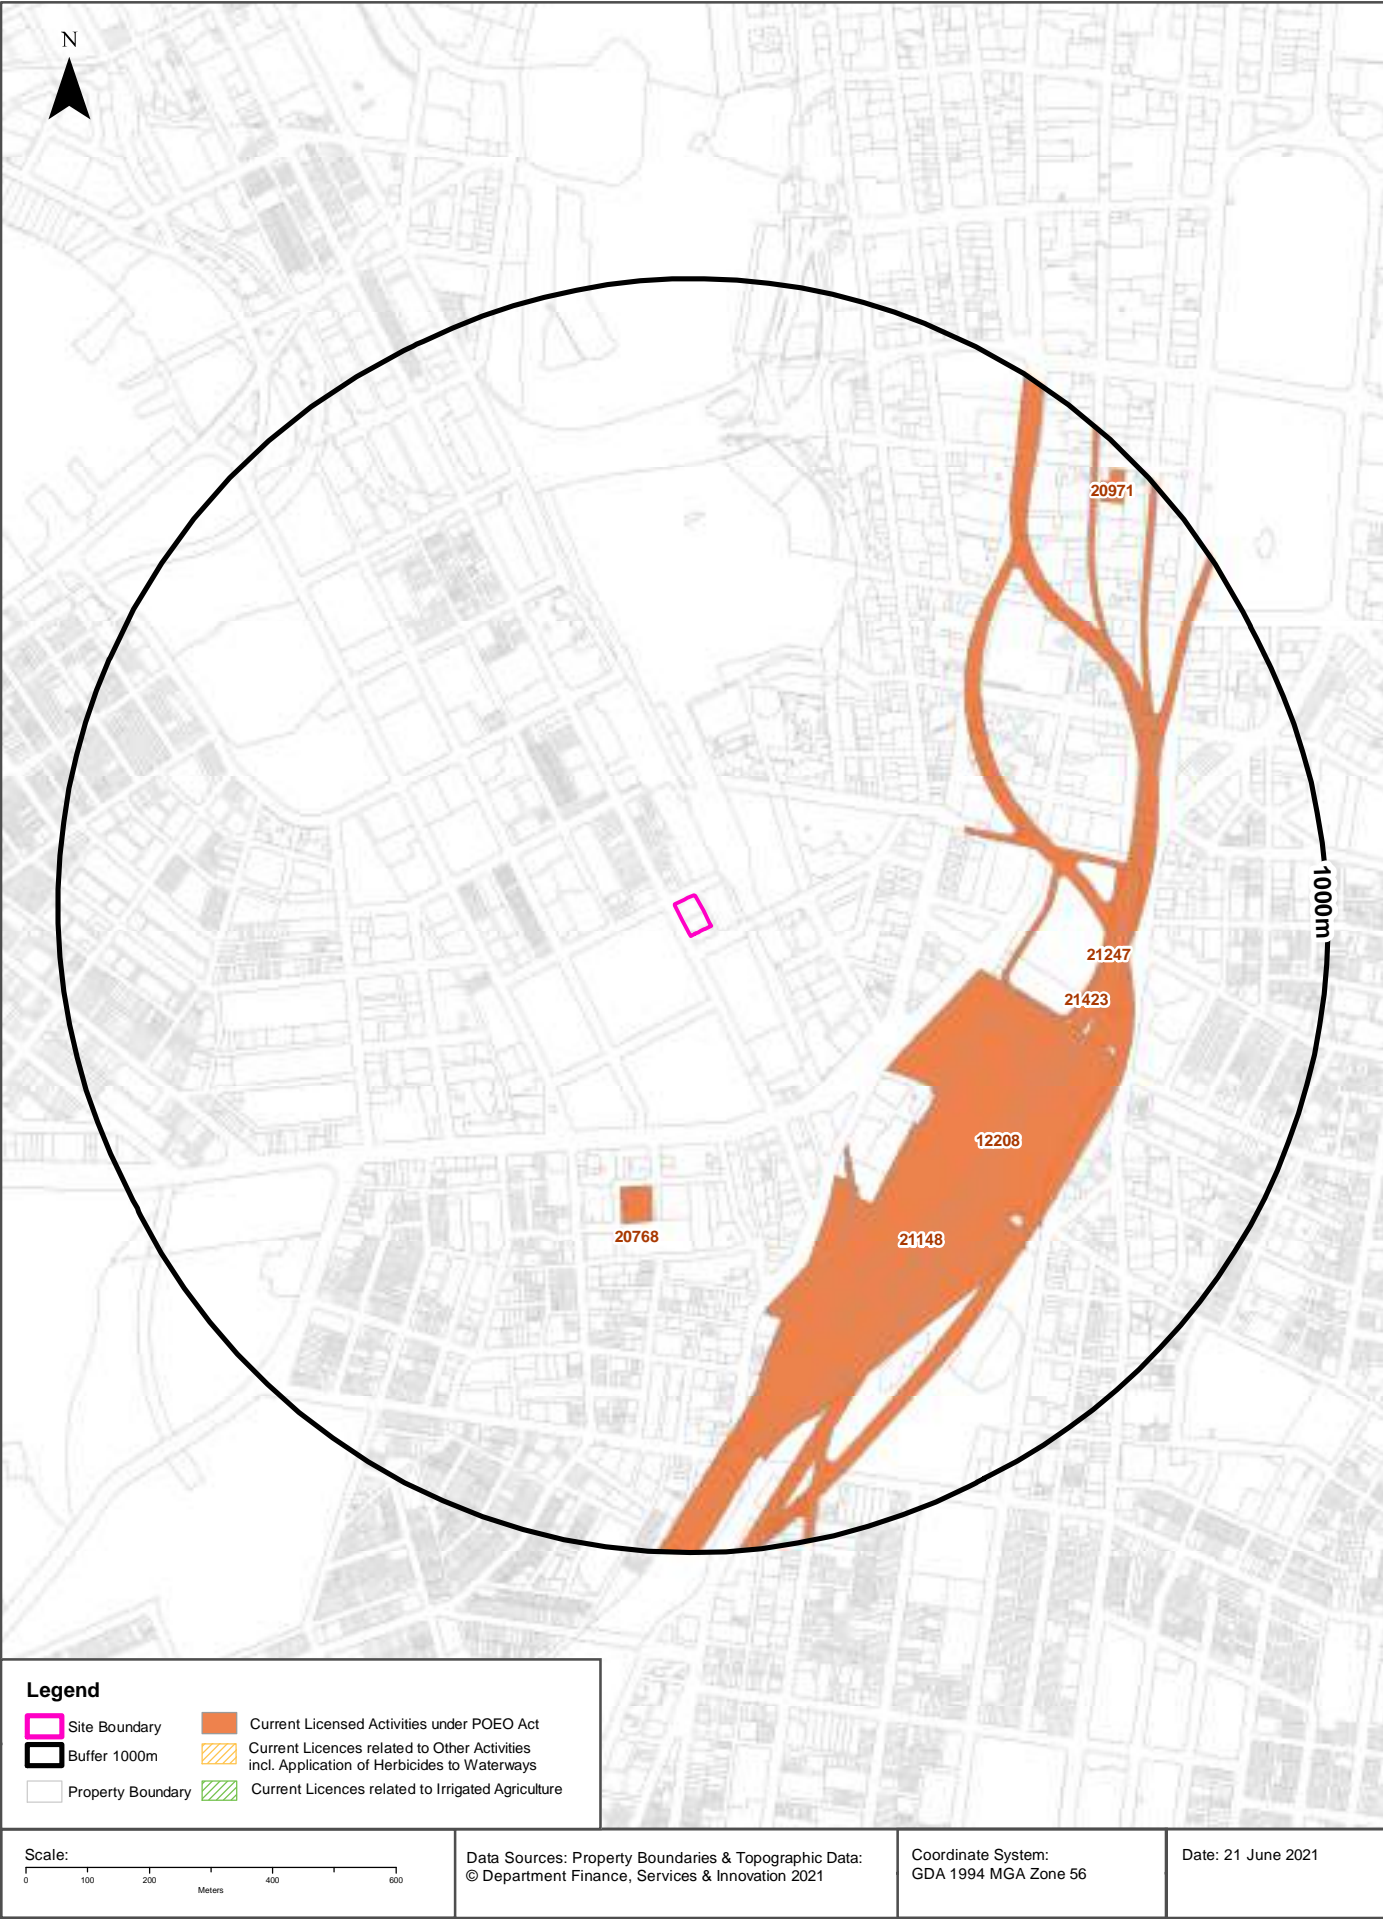 N
20971
1000m
21247
21423
12208
20768
21148
Legend
Site Boundary
Buffer 1000m
Property Boundary
Current Licensed Activities under POEO Act
Current Licences related to Other Activities
incl. Application of Herbicides to Waterways
Current Licences related to Irrigated Agriculture
Scale:
0 100 200 400 600
Meters
Data Sources: Property Boundaries & Topographic Data:
© Department Finance, Services & Innovation 2021
Coordinate System:
GDA 1994 MGA Zone 56
Date: 21 June 2021